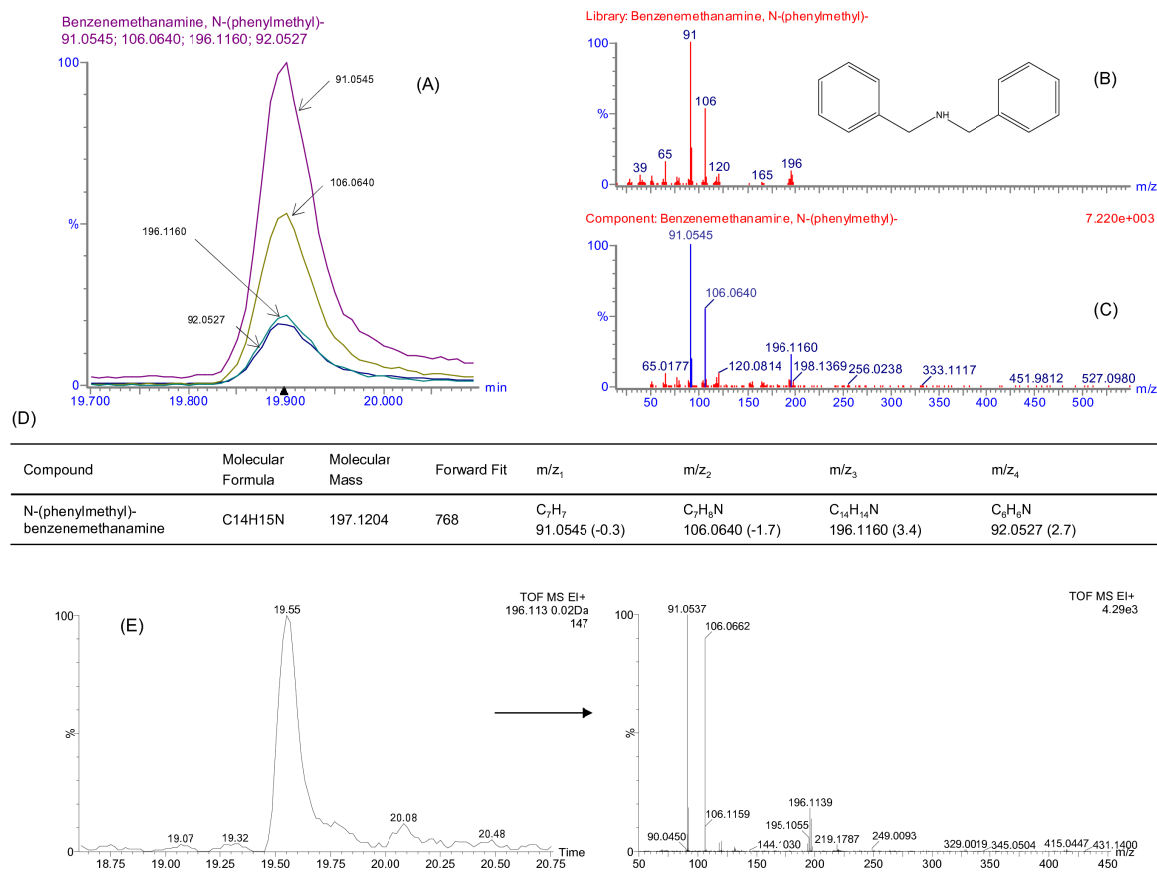 Benzenemethanamine, N-(phenylmethyl)-
91.0545; 106.0640; 196.1160; 92.0527
100
%
0
(A)
91.0545
106.0640
196.1160
92.0527
19.700 19.800 19.900 20.000
min
Library: Benzenemethanamine, N-(phenylmethyl)-
100
%
0
91
106
39
65
120
165
196
NH
(B)
m/z
Component: Benzenemethanamine, N-(phenylmethyl)-
7.220e+003
100
%
0
91.0545
106.0640
(C)
196.1160
65.0177
120.0814
198.1369
256.0238
333.1117
451.9812
527.0980
m/z
50 100 150 200 250 300 350 400 450 500
(D)
Compound Molecular Formula Molecular Mass Forward Fit m/z1 m/z2 m/z3 m/z4
N-(phenylmethyl)- C14H15N 197.1204 768 C7H7 C7H8N C14H14N C6H6N
benzenemethanamine 91.0545 (-0.3) 106.0640 (-1.7) 196.1160 (3.4) 92.0527 (2.7)
(E)
TOF MS EI+
196.113 0.02Da
147
100
%
0
19.55
19.07
19.32
20.08
20.48
Time
18.75 19.00 19.25 19.50 19.75 20.00 20.25 20.50 20.75
TOF MS EI+
4.29e3
100
%
0
91.0537
106.0662
196.1139
106.1159
195.1055
90.0450
144.1030
219.1787
249.0093
329.0019
345.0504
415.0447
431.1400
m/z
50 100 150 200 250 300 350 400 450